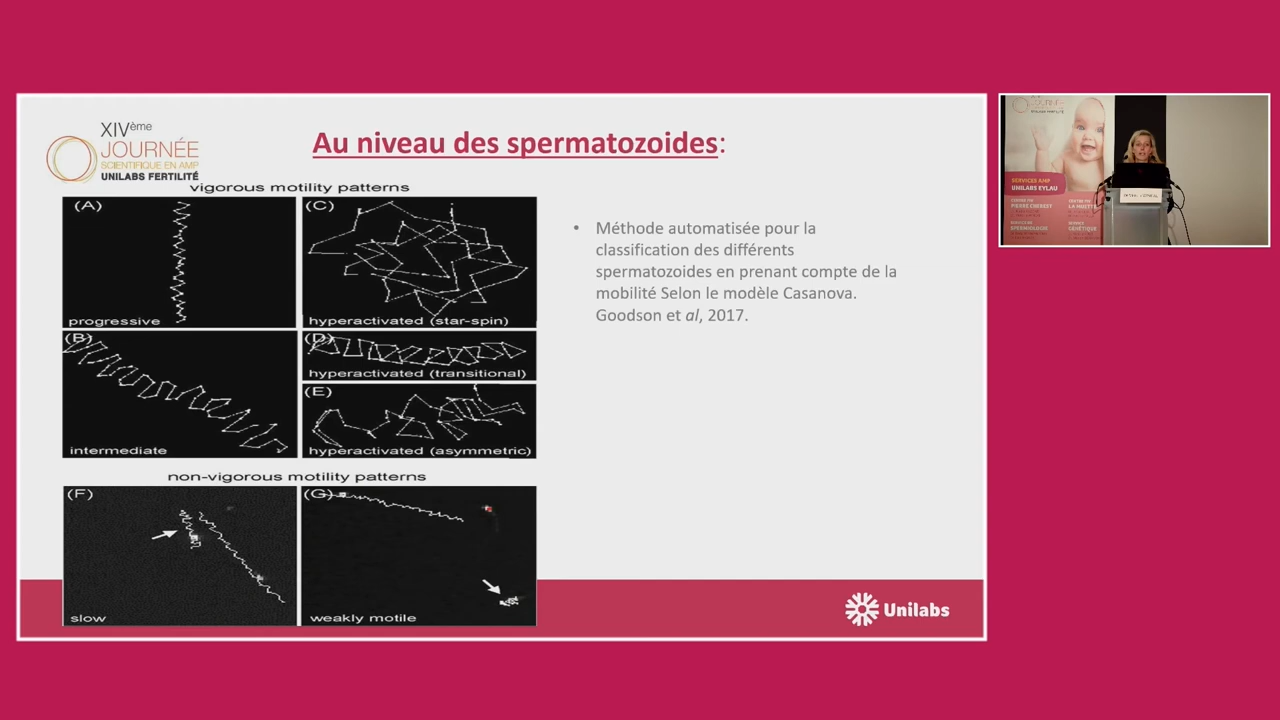 XIVème
JOURNÉE
SCIENTIFIQUE EN AMP
UNILABS FERTILITÉ
Au niveau des spermatozoides:
vigorous motility patterns
(A)
progressive
(C)
hyperactivated (star-spin)
(B)
intermediate
(D)
hyperactivated (transitional)
(E)
hyperactivated (asymmetric)
non-vigorous motility patterns
(F)
slow
(G)
weakly motile
• Méthode automatisée pour la
classification des différents
spermatozoides en prenant compte de la
mobilité Selon le modèle Casanova.
Goodson et al, 2017.
Unilabs
JOURNÉE
SERVICES AMP
UNILABS EYLAU